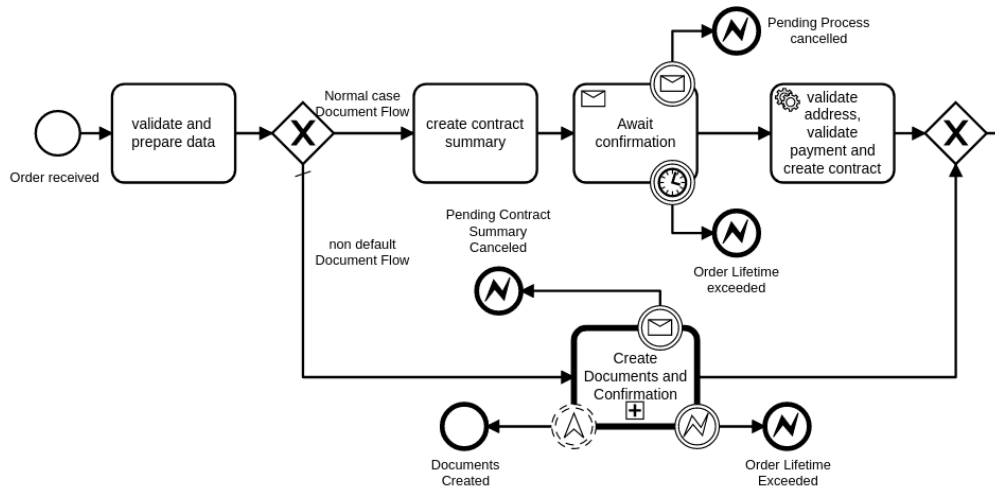 Pending Process
cancelled
Normal case
Document Flow
validate and
prepare data
X
create contract
summary
Await
confirmation
validate
address,
validate
payment and
create contract
X
Order received
Pending Contract
Summary
Canceled
non default
Document Flow
Order Lifetime
exceeded
Create
Documents and
Confirmation
Documents
Created
Order Lifetime
Exceeded